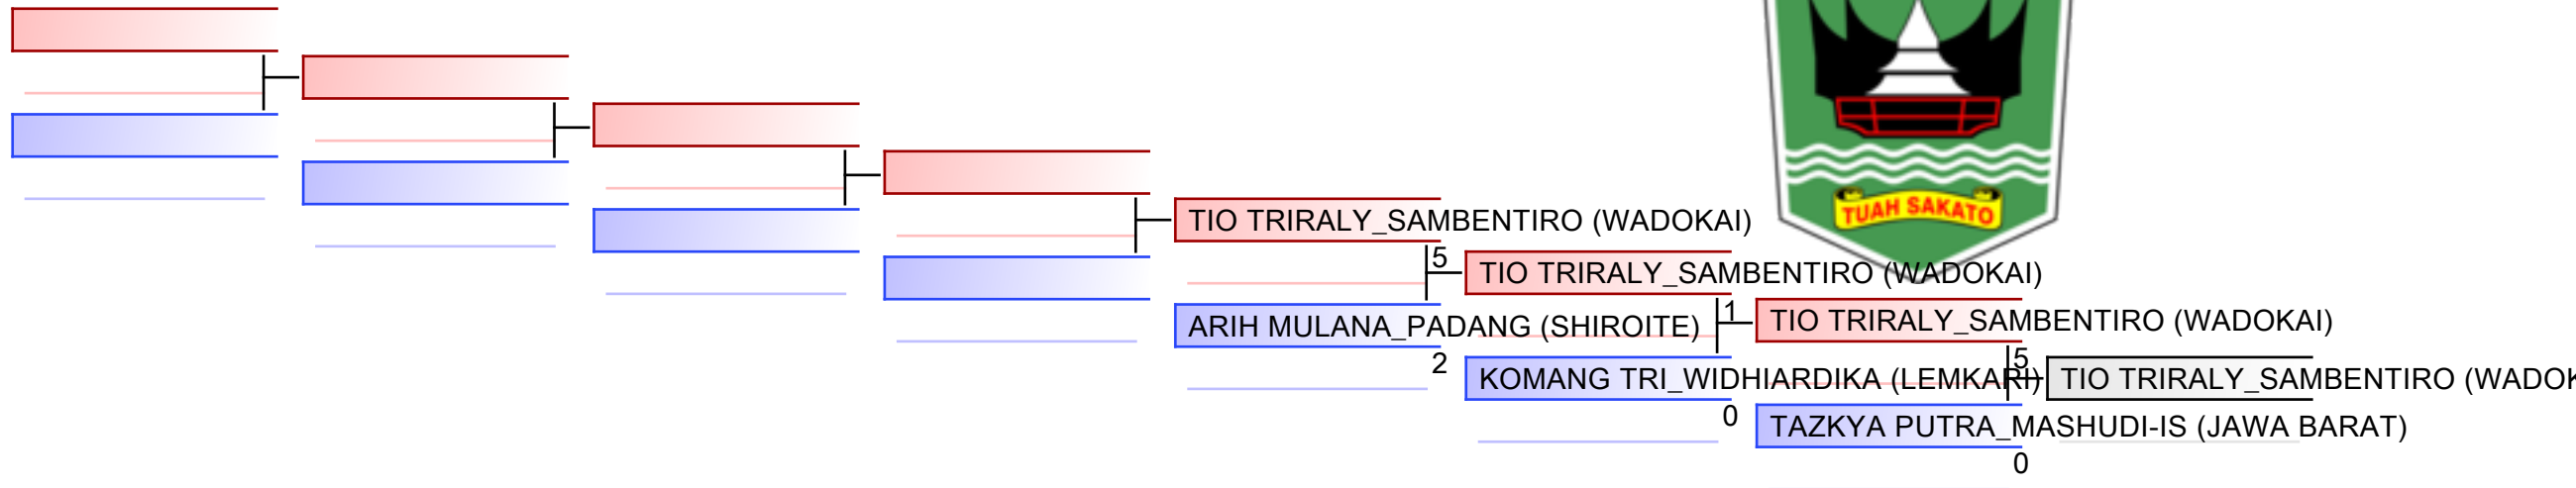 TUAH SAKATO
TIO TRIRALY_SAMBENTIRO (WADOKAI)
5
TIO TRIRALY_SAMBENTIRO (WADOKAI)
ARIH MULANA_PADANG (SHIROITE)
2
1
TIO TRIRALY_SAMBENTIRO (WADOKAI)
KOMANG TRI_WIDHIARDIKA (LEMKARI)
0
5
TIO TRIRALY_SAMBENTIRO (WADOK
TAZKYA PUTRA_MASHUDI-IS (JAWA BARAT)
0